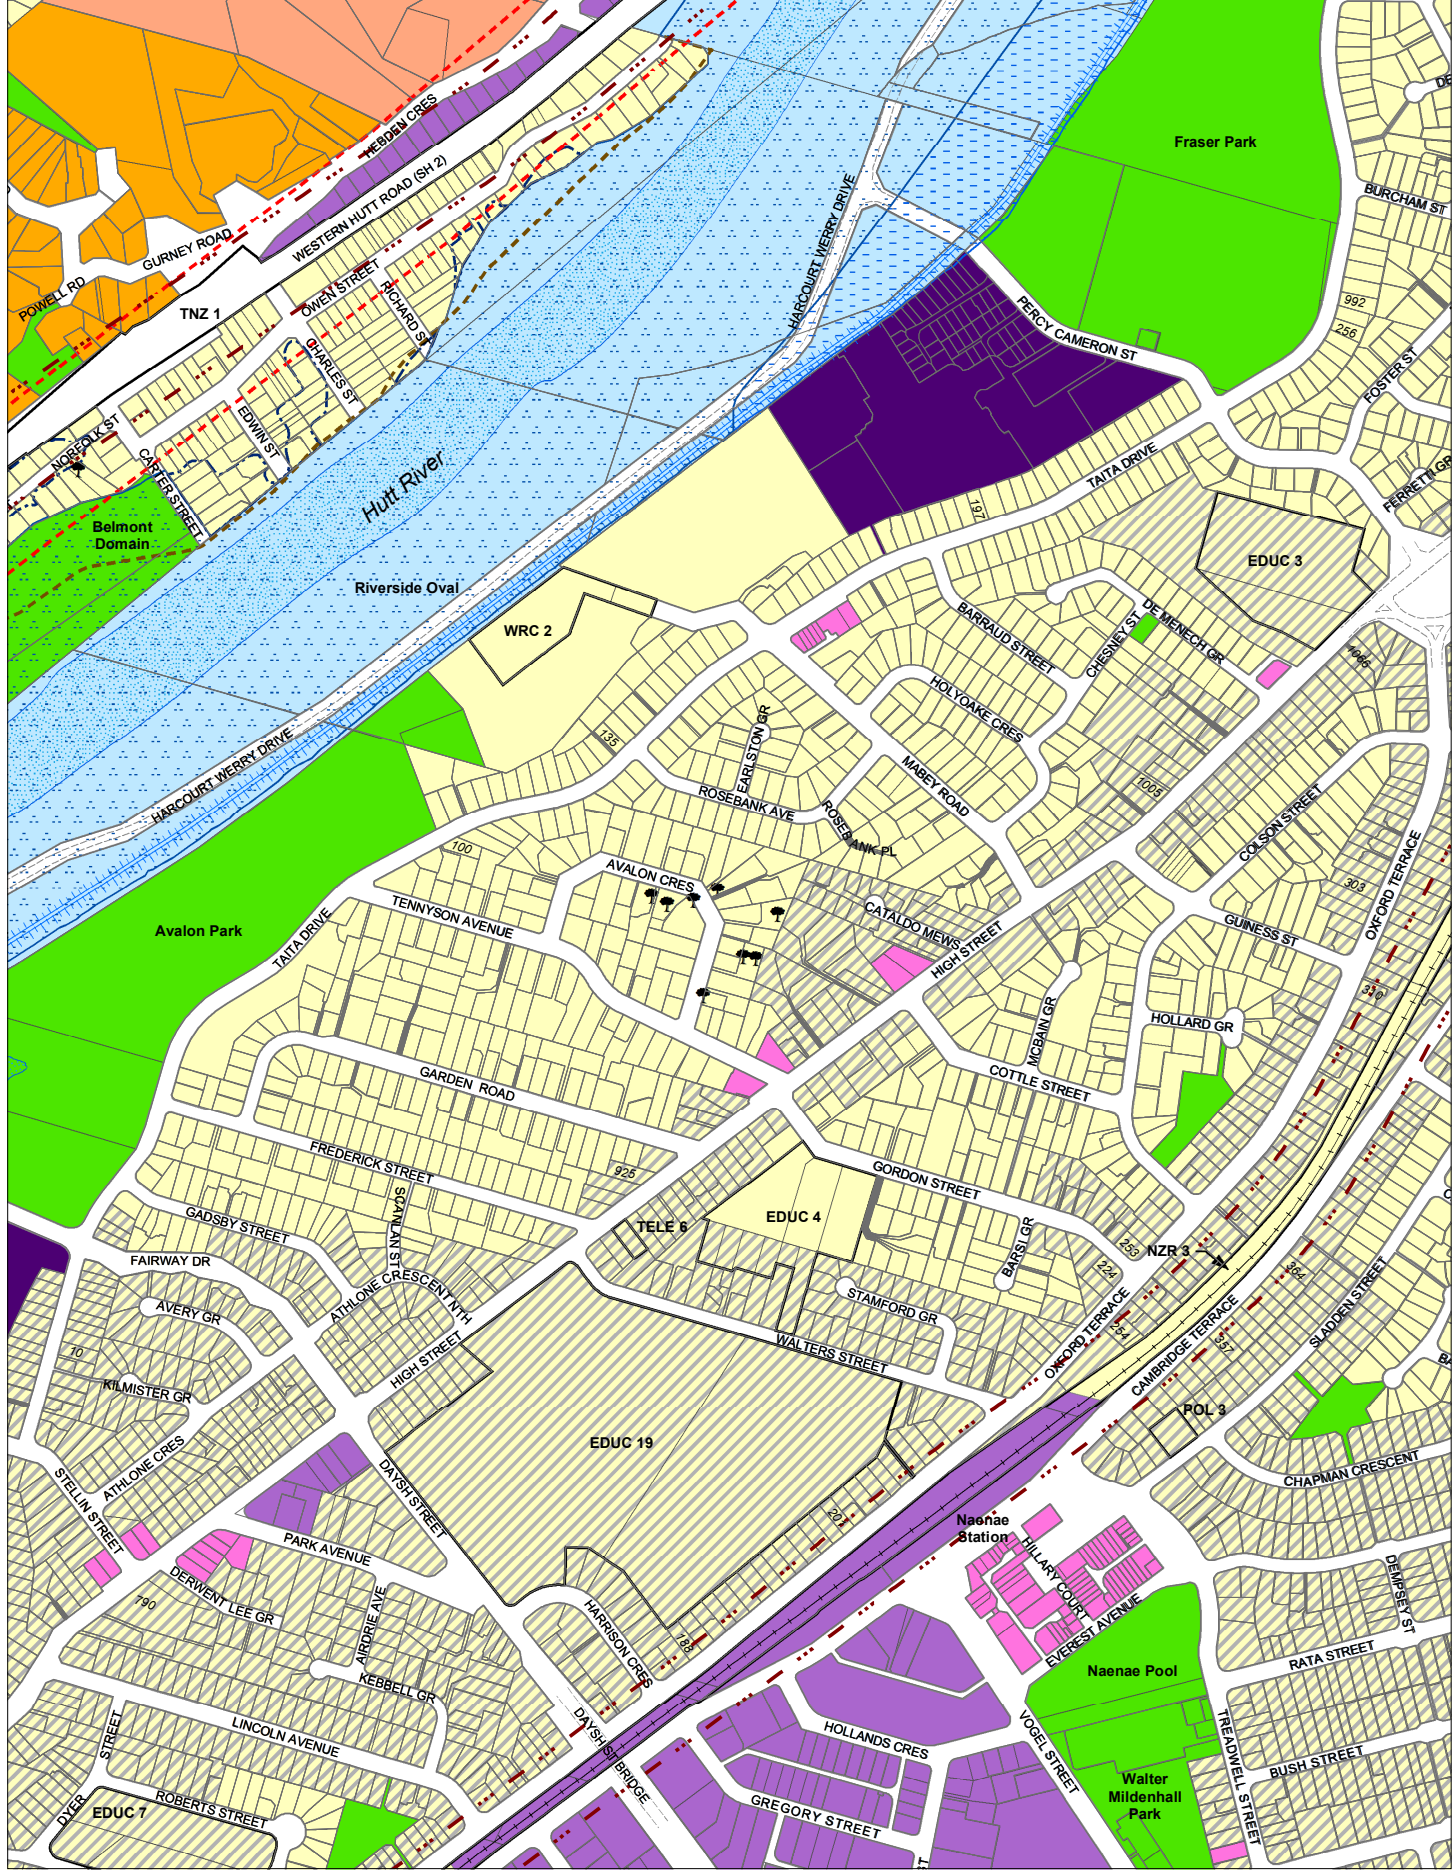 HEBDEN CRES
Fraser Park
DE
WESTERN HUTT ROAD (SH 2)
BURCHAM ST
GURNEY ROAD
HARCOURT WERRY DRIVE
POWELL RD
OWEN STREET
RICHARD ST
TNZ 1
992
256
PERCY CAMERON ST
CHARLES ST
FOSTER ST
EDWIN ST
NORFOLK ST
CARTER STREET
Hutt River
TAITA DRIVE
FERRETTI GR
197
Belmont
Domain
EDUC 3
Riverside Oval
WRC 2
BARRAUD STREET
DE MENECH GR
CHESNEY ST
1066
HOLYOAKE CRES
135
EARLSTON GR
HARCOURT WERRY DRIVE
MABEY ROAD
1005
ROSEBANK AVE
ROSEBANK PL
COLSON STREET
100
AVALON CRES
OXFORD TERRACE
303
TENNYSON AVENUE
CATALDO MEWS
Avalon Park
TAITA DRIVE
HIGH STREET
GUINESS ST
310
MCBAIN GR
HOLLARD GR
GARDEN ROAD
COTTLE STREET
FREDERICK STREET
925
GORDON STREET
SCANLAN ST
GADSBY STREET
TELE 6
EDUC 4
BARSI GR
253
NZR 3
FAIRWAY DR
224
364
ATHLONE CRESCENT NTH
AVERY GR
STAMFORD GR
SLADDEN STREET
OXFORD TERRACE
254
CAMBRIDGE TERRACE
357
10
HIGH STREET
WALTERS STREET
KILMISTER GR
POL 3
EDUC 19
ATHLONE CRES
CHAPMAN CRESCENT
STELLIN STREET
DAYSH STREET
201
Naenae
Station
PARK AVENUE
HILLARY COURT
DEMPSEY ST
DERWENT LEE GR
790
AIRDRIE AVE
HARRISON CRES
188
EVEREST AVENUE
RATA STREET
Naenae Pool
KEBBELL GR
LINCOLN AVENUE
DAYSH ST BRIDGE
HOLLANDS CRES
VOGEL STREET
TREADWELL STREET
BUSH STREET
Walter
Mildenhall
Park
DYER STREET
EDUC 7
ROBERTS STREET
GREGORY STREET